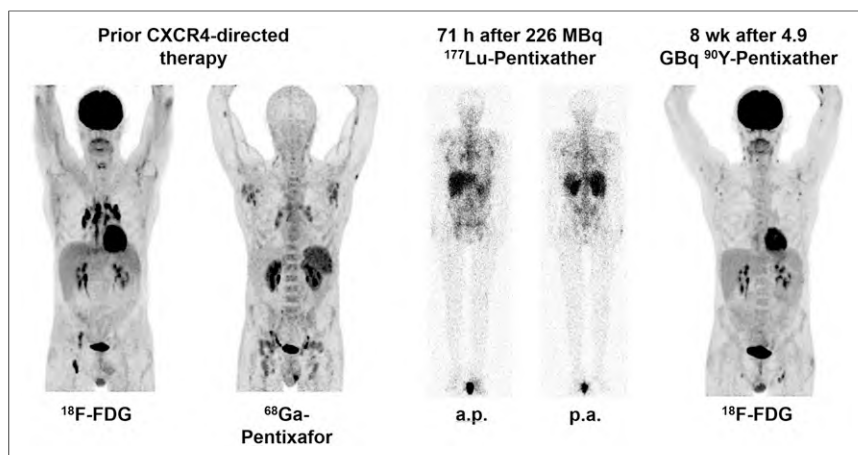 Prior CXCR4-directed
therapy
71 h after 226 MBq
¹⁷⁷Lu-Pentixather
8 wk after 4.9
GBq ⁹⁰Y-Pentixather
¹⁸F-FDG
⁶⁸Ga-
Pentixafor
a.p.
p.a.
¹⁸F-FDG